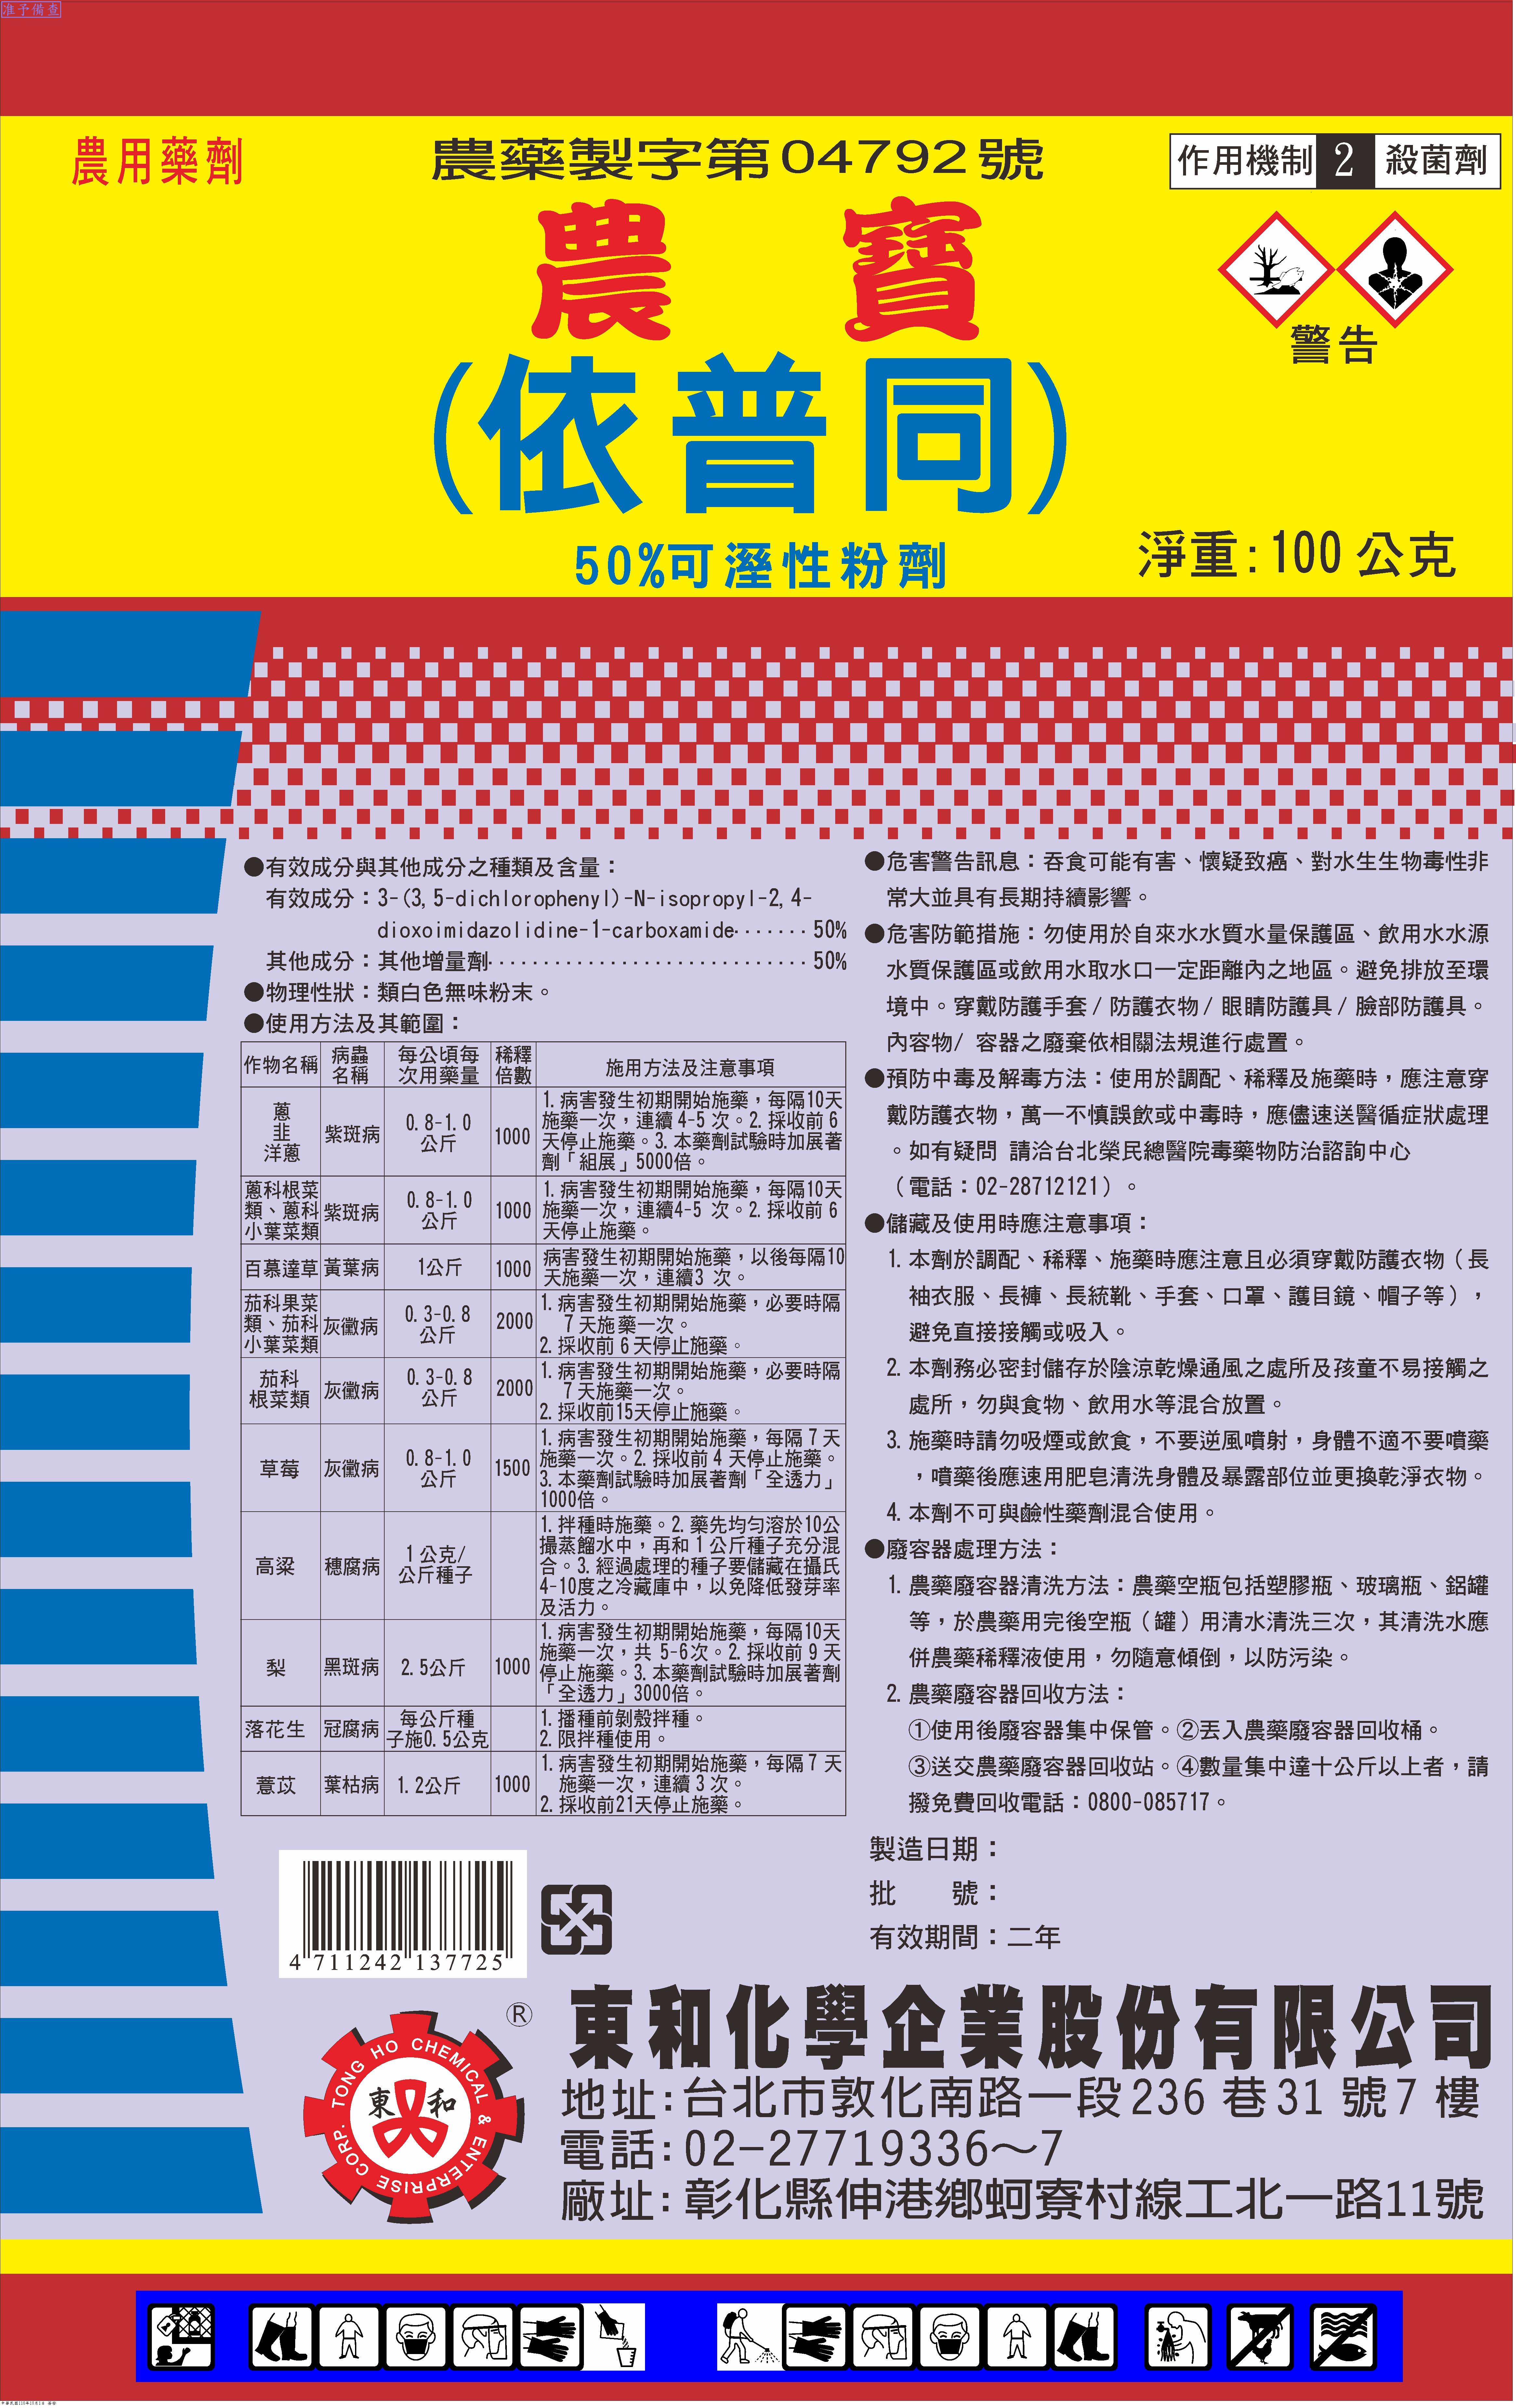 准予備查
農用藥劑
農藥製字第04792號
作用機制 2 殺菌劑
農寶
警告
(依普同)
50%可溼性粉劑
淨重:100公克
●有效成分與其他成分之種類及含量：
有效成分：3-(3,5-dichlorophenyl)-N-isopropyl-2,4-
dioxoimidazolidine-1-carboxamide·······50%
其他成分：其他增量劑····························50%
●物理性狀：類白色無味粉末。
●使用方法及其範圍：
作物名稱 病蟲名稱 每公頃每次用藥量 稀釋倍數 施用方法及注意事項
蔥 韭 洋蔥 紫斑病 0.8-1.0公斤 1000 1.病害發生初期開始施藥，每隔10天
施藥一次，連續4-5次。2.採收前6
天停止施藥。3.本藥劑試驗時加展著
劑「組展」5000倍。
蔥科根菜類、蔥科小葉菜類 紫斑病 0.8-1.0公斤 1000 1.病害發生初期開始施藥，每隔10天
施藥一次，連續4-5 次。2.採收前6
天停止施藥。
百慕達草 黃葉病 1公斤 1000 病害發生初期開始施藥，以後每隔10
天施藥一次，連續3 次。
茄科果菜類、茄科小葉菜類 灰黴病 0.3-0.8公斤 2000 1.病害發生初期開始施藥，必要時隔
7天施藥一次。
2.採收前6天停止施藥。
茄科根菜類 灰黴病 0.3-0.8公斤 2000 1.病害發生初期開始施藥，必要時隔
7天施藥一次。
2.採收前15天停止施藥。
草莓 灰黴病 0.8-1.0公斤 1500 1.病害發生初期開始施藥，每隔7天
施藥一次。2.採收前4天停止施藥。
3.本藥劑試驗時加展著劑「全透力」
1000倍。
高粱 穗腐病 1公克/公斤種子 1.拌種時施藥。2.藥先均勻溶於10公
撮蒸餾水中，再和1公斤種子充分混
合。3.經過處理的種子要儲藏在攝氏
4-10度之冷藏庫中，以免降低發芽率
及活力。
梨 黑斑病 2.5公斤 1000 1.病害發生初期開始施藥，每隔10天
施藥一次，共 5-6次。2.採收前9天
停止施藥。3.本藥劑試驗時加展著劑
「全透力」3000倍。
落花生 冠腐病 每公斤種子施0.5公克 1.播種前剝殼拌種。
2.限拌種使用。
薏苡 葉枯病 1.2公斤 1000 1.病害發生初期開始施藥，每隔7天
施藥一次，連續3次。
2.採收前21天停止施藥。
●危害警告訊息：吞食可能有害、懷疑致癌、對水生生物毒性非
常大並具有長期持續影響。
●危害防範措施：勿使用於自來水水質水量保護區、飲用水水源
水質保護區或飲用水取水口一定距離內之地區。避免排放至環
境中。穿戴防護手套/防護衣物/眼睛防護具/臉部防護具。
內容物/ 容器之廢棄依相關法規進行處置。
●預防中毒及解毒方法：使用於調配、稀釋及施藥時，應注意穿
戴防護衣物，萬一不慎誤飲或中毒時，應儘速送醫循症狀處理
。如有疑問 請洽台北榮民總醫院毒藥物防治諮詢中心
（電話：02-28712121）。
●儲藏及使用時應注意事項：
1.本劑於調配、稀釋、施藥時應注意且必須穿戴防護衣物（長
袖衣服、長褲、長統靴、手套、口罩、護目鏡、帽子等），
避免直接接觸或吸入。
2.本劑務必密封儲存於陰涼乾燥通風之處所及孩童不易接觸之
處所，勿與食物、飲用水等混合放置。
3.施藥時請勿吸煙或飲食，不要逆風噴射，身體不適不要噴藥
，噴藥後應速用肥皂清洗身體及暴露部位並更換乾淨衣物。
4.本劑不可與鹼性藥劑混合使用。
●廢容器處理方法：
1.農藥廢容器清洗方法：農藥空瓶包括塑膠瓶、玻璃瓶、鋁罐
等，於農藥用完後空瓶（罐）用清水清洗三次，其清洗水應
併農藥稀釋液使用，勿隨意傾倒，以防污染。
2.農藥廢容器回收方法：
①使用後廢容器集中保管。②丟入農藥廢容器回收桶。
③送交農藥廢容器回收站。④數量集中達十公斤以上者，請
撥免費回收電話：0800-085717。
製造日期：
批　　號：
有效期間：二年
4 711242 137725
®
TONG HO CHEMICAL & ENTERPRISE CORP.
東 和
東和化學企業股份有限公司
地址:台北市敦化南路一段236巷31號7樓
電話:02-27719336～7
廠址:彰化縣伸港鄉蚵寮村線工北一路11號